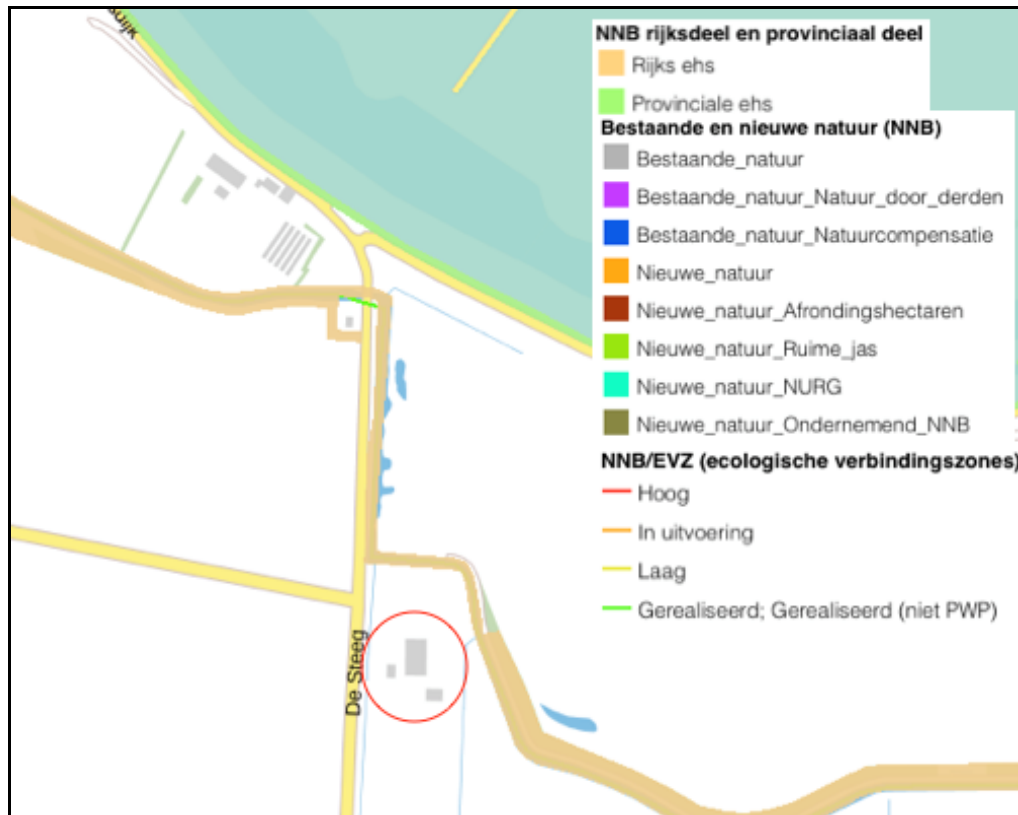 NNB rijksdeel en provinciaal deel
Rijks ehs
Provinciale ehs
Bestaande en nieuwe natuur (NNB)
Bestaande_natuur
Bestaande_natuur_Natuur_door_derden
Bestaande_natuur_Natuurcompensatie
Nieuwe_natuur
Nieuwe_natuur_Afrondingshectaren
Nieuwe_natuur_Ruime_jas
Nieuwe_natuur_NURG
Nieuwe_natuur_Ondernemend_NNB
NNB/EVZ (ecologische verbindingszones)
Hoog
In uitvoering
Laag
Gerealiseerd; Gerealiseerd (niet PWP)
De Steeg